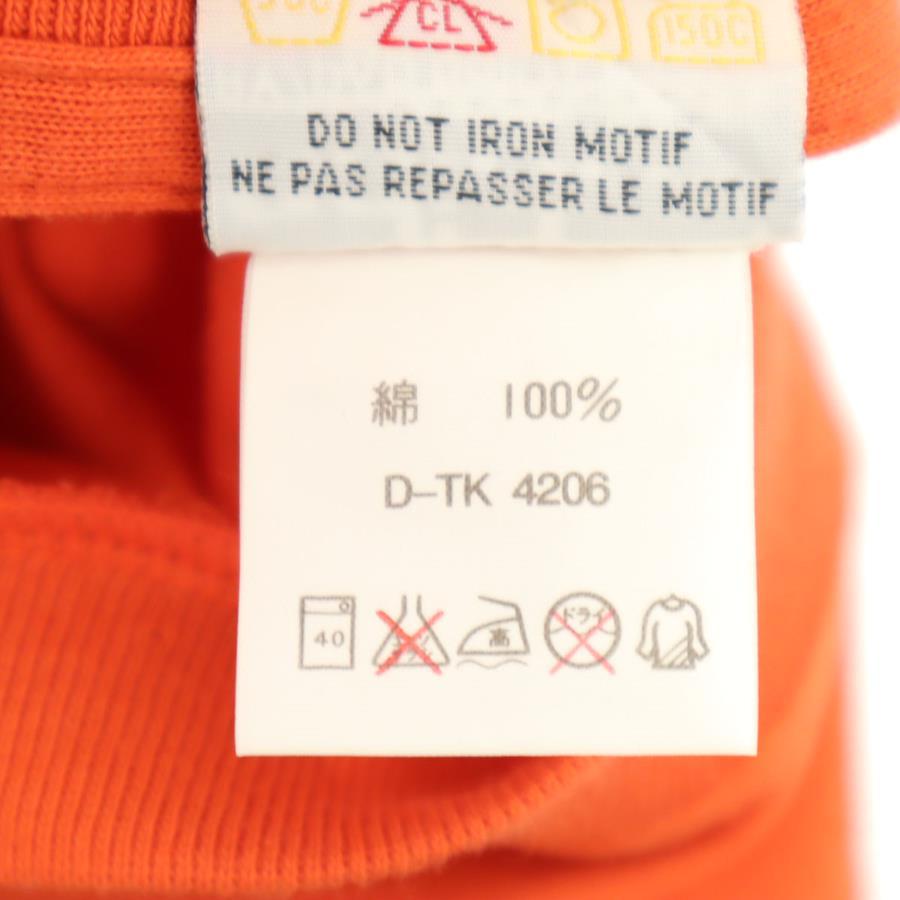 CL 150C
DO NOT IRON MOTIF
NE PAS REPASSER LE MOTIF
綿 100%
D-TK 4206
40 高 ドライ